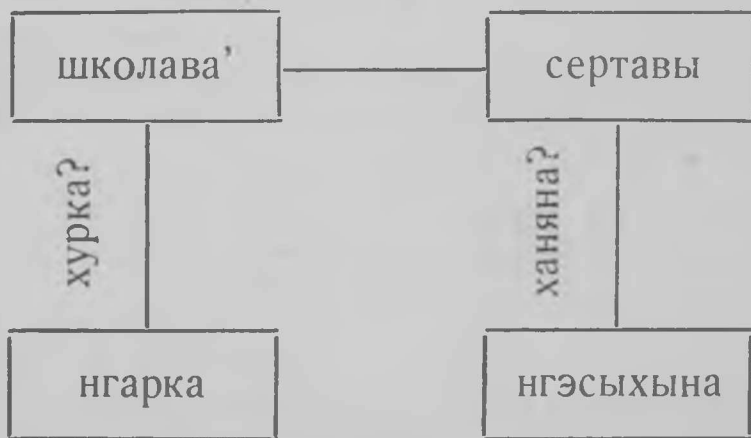 школава’ сертавы
хурка? ханяна?
нгарка нгэсыхына